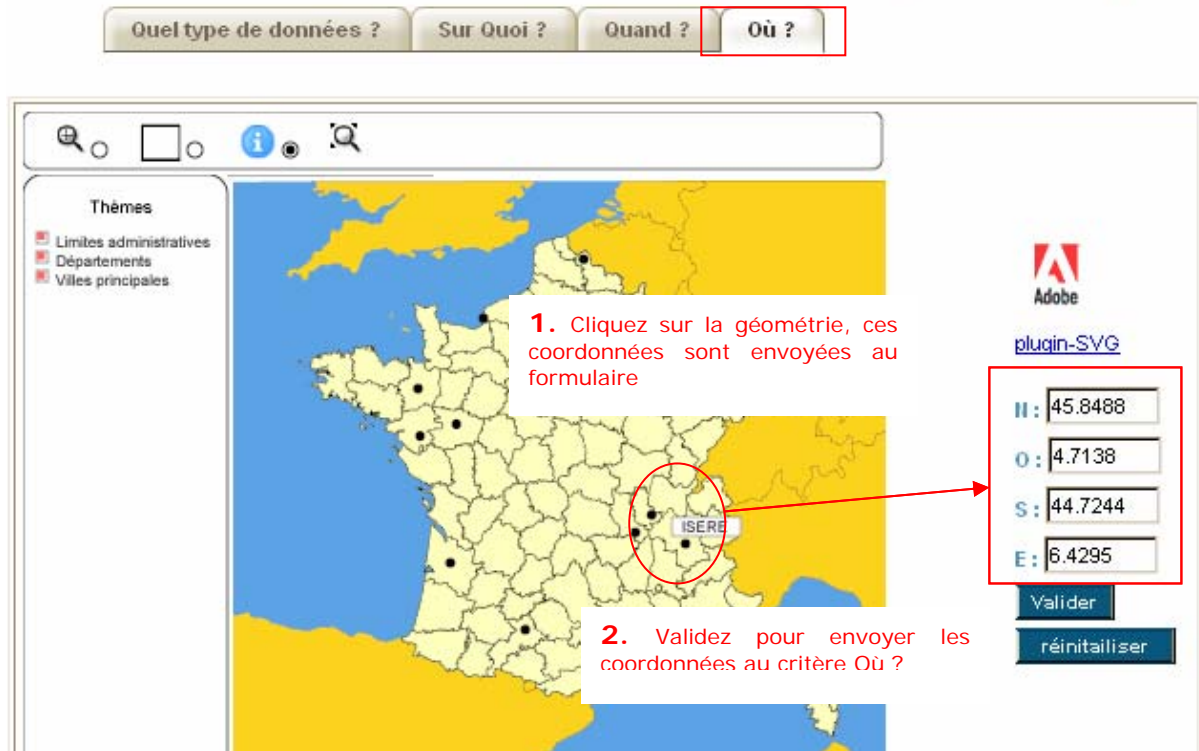 Quel type de données ?
Sur Quoi ?
Quand ?
Où ?
Thèmes
Limites administratives
Départements
Villes principales
1. Cliquez sur la géométrie, ces
coordonnées sont envoyées au
formulaire
ISERE
2. Validez pour envoyer les
coordonnées au critère Où ?
Adobe
plugin-SVG
N : 45.8488
O : 4.7138
S : 44.7244
E : 6.4295
Valider
réinitailiser